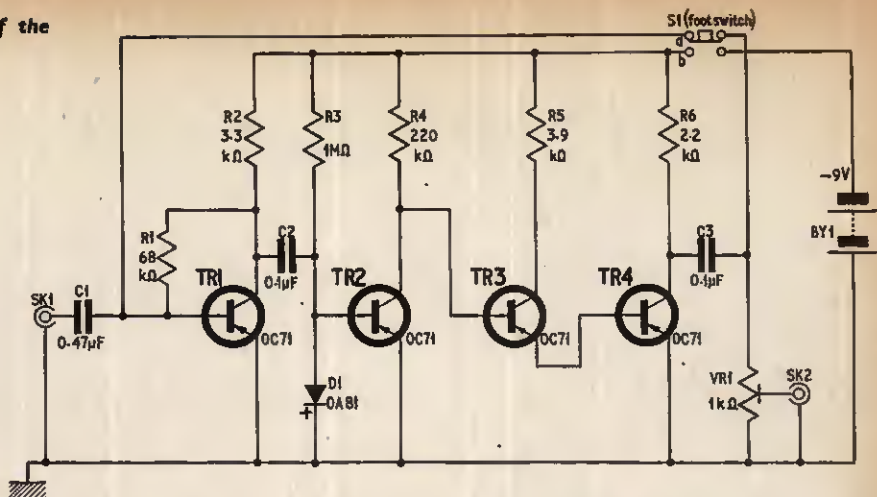 f the
S1 (foot switch)
a
b
R2
3.3
kΩ
R3
1MΩ
R4
220
kΩ
R5
3.9
kΩ
R6
2.2
kΩ
-9V
BY1
R1
68
kΩ
C2
0.1μF
C3
0.1μF
TR1
TR2
TR3
TR4
SK1
C1
0.47μF
OC71
OC71
OC71
OC71
D1
OA81
+
VR1
1kΩ
SK2